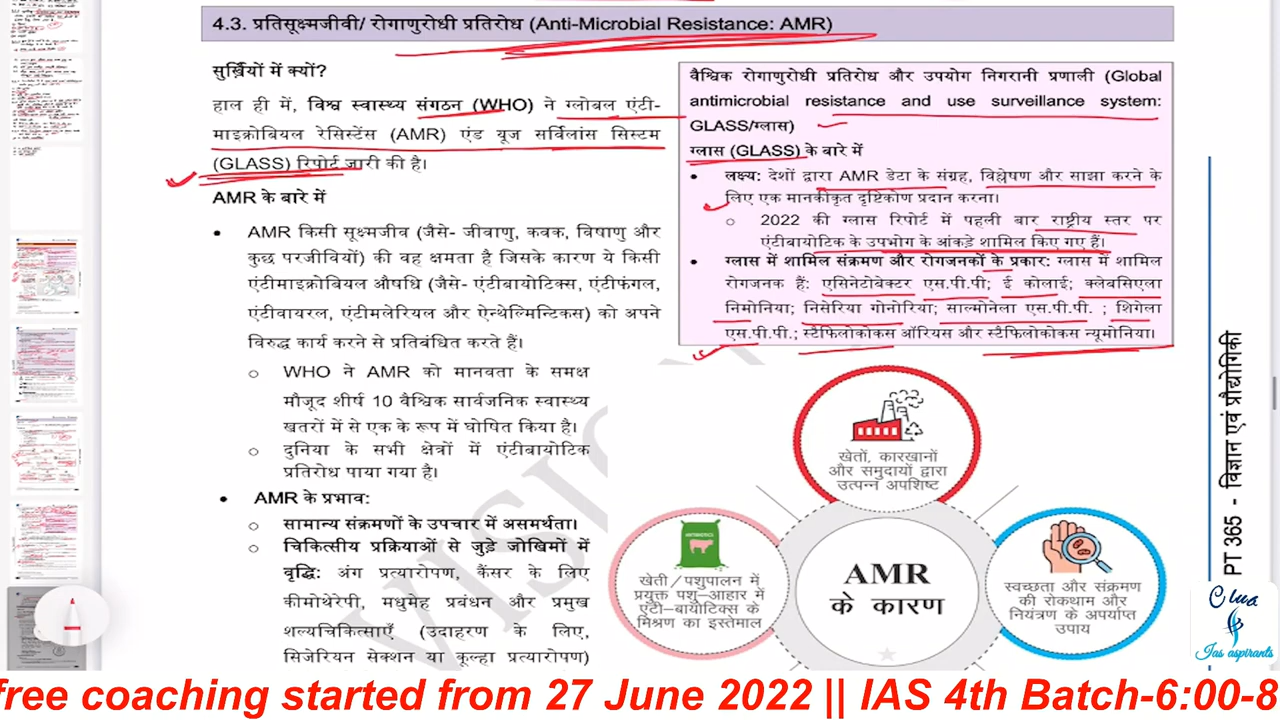 4.3. प्रतिसूक्ष्मजीवी/ रोगाणुरोधी प्रतिरोध (Anti-Microbial Resistance: AMR)
सुर्ख़ियों में क्यों?
हाल ही में, विश्व स्वास्थ्य संगठन (WHO) ने ग्लोबल एंटी-
माइक्रोबियल रेसिस्टेंस (AMR) एंड यूज सर्विलांस सिस्टम
(GLASS) रिपोर्ट जारी की है।
AMR के बारे में
• AMR किसी सूक्ष्मजीव (जैसे- जीवाणु, कवक, विषाणु और
कुछ परजीवियों) की वह क्षमता है जिसके कारण ये किसी
एंटीमाइक्रोबियल औषधि (जैसे- एंटीबायोटिक्स, एंटीफंगल,
एंटीवायरल, एंटीमलेरियल और ऐन्थेल्मिन्टिक्स) को अपने
विरुद्ध कार्य करने से प्रतिबंधित करते हैं।
○ WHO ने AMR को मानवता के समक्ष
मौजूद शीर्ष 10 वैश्विक सार्वजनिक स्वास्थ्य
खतरों में से एक के रूप में घोषित किया है।
○ दुनिया के सभी क्षेत्रों में एंटीबायोटिक
प्रतिरोध पाया गया है।
• AMR के प्रभाव:
○ सामान्य संक्रमणों के उपचार में असमर्थता।
○ चिकित्सीय प्रक्रियाओं से जुड़े जोखिमों में
वृद्धि: अंग प्रत्यारोपण, कैंसर के लिए
कीमोथेरेपी, मधुमेह प्रबंधन और प्रमुख
शल्यचिकित्साएँ (उदाहरण के लिए,
सिजेरियन सेक्शन या कूल्हा प्रत्यारोपण)
वैश्विक रोगाणुरोधी प्रतिरोध और उपयोग निगरानी प्रणाली (Global
antimicrobial resistance and use surveillance system:
GLASS/ग्लास)
ग्लास (GLASS) के बारे में
• लक्ष्य: देशों द्वारा AMR डेटा के संग्रह, विश्लेषण और साझा करने के
लिए एक मानकीकृत दृष्टिकोण प्रदान करना।
○ 2022 की ग्लास रिपोर्ट में पहली बार राष्ट्रीय स्तर पर
एंटीबायोटिक के उपभोग के आंकड़े शामिल किए गए हैं।
• ग्लास में शामिल संक्रमण और रोगजनकों के प्रकार: ग्लास में शामिल
हैं: एसिनेटोबेक्टर एस.पी.पी; ई कोलाई; क्लेबसिएला
निमोनिया; निसेरिया गोनोरिया; साल्मोनेला एस.पी.पी. ; शिगेला
एस.पी.पी.; स्टैफिलोकोकस ऑरियस और स्टैफिलोकोकस न्यूमोनिया।
खेतों, कारखानों
और समुदायों द्वारा
उत्पन्न अपशिष्ट
ANTIBIOTICS
खेती/पशुपालन में
प्रयुक्त पशु-आहार में
एंटी-बायोटिक्स के
मिश्रण का इस्तेमाल
AMR
के कारण
स्वच्छता और संक्रमण
की रोकथाम और
नियंत्रण के अपर्याप्त
उपाय
PT 365 - विज्ञान एवं प्रौद्योगिकी
Clue
Ias aspirants
free coaching started from 27 June 2022 || IAS 4th Batch-6:00-8